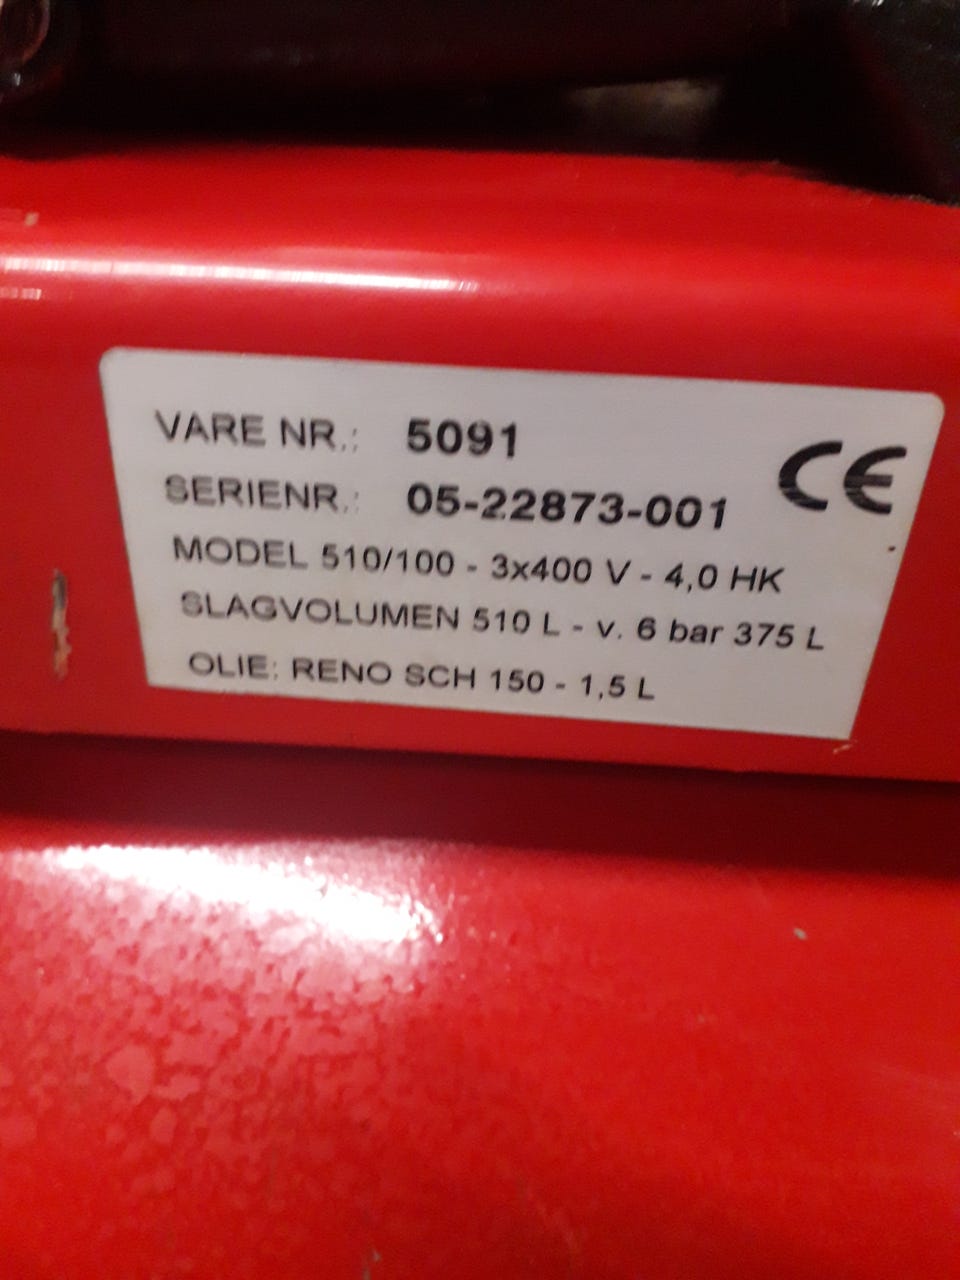 VARE NR.: 5091
SERIENR.: 05-22873-001
CE
MODEL 510/100 - 3x400 V - 4,0 HK
SLAGVOLUMEN 510 L - v. 6 bar 375 L
OLIE: RENO SCH 150 - 1,5 L